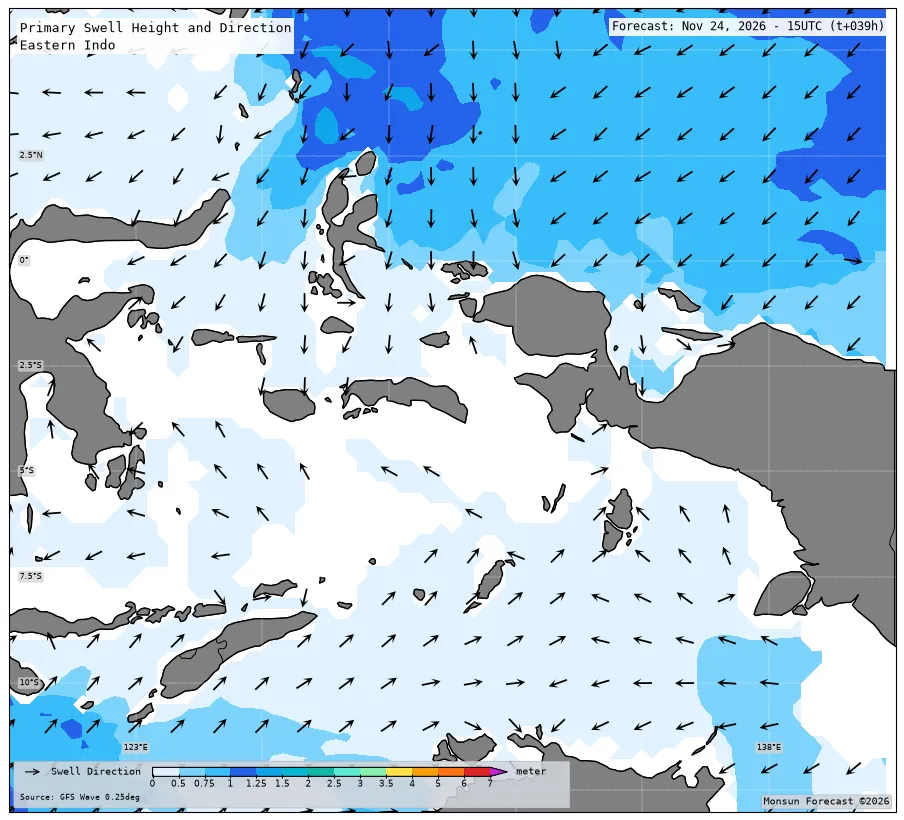 Primary Swell Height and Direction
Eastern Indo
Forecast: Nov 24, 2026 - 15UTC (t+039h)
2.5°N
0°
2.5°S
5°S
7.5°S
10°S
123°E
138°E
Swell Direction
0 0.5 0.75 1 1.25 1.5 2 2.5 3 3.5 4 5 6 7
meter
Source: GFS Wave 0.25deg
Monsun Forecast ©2026